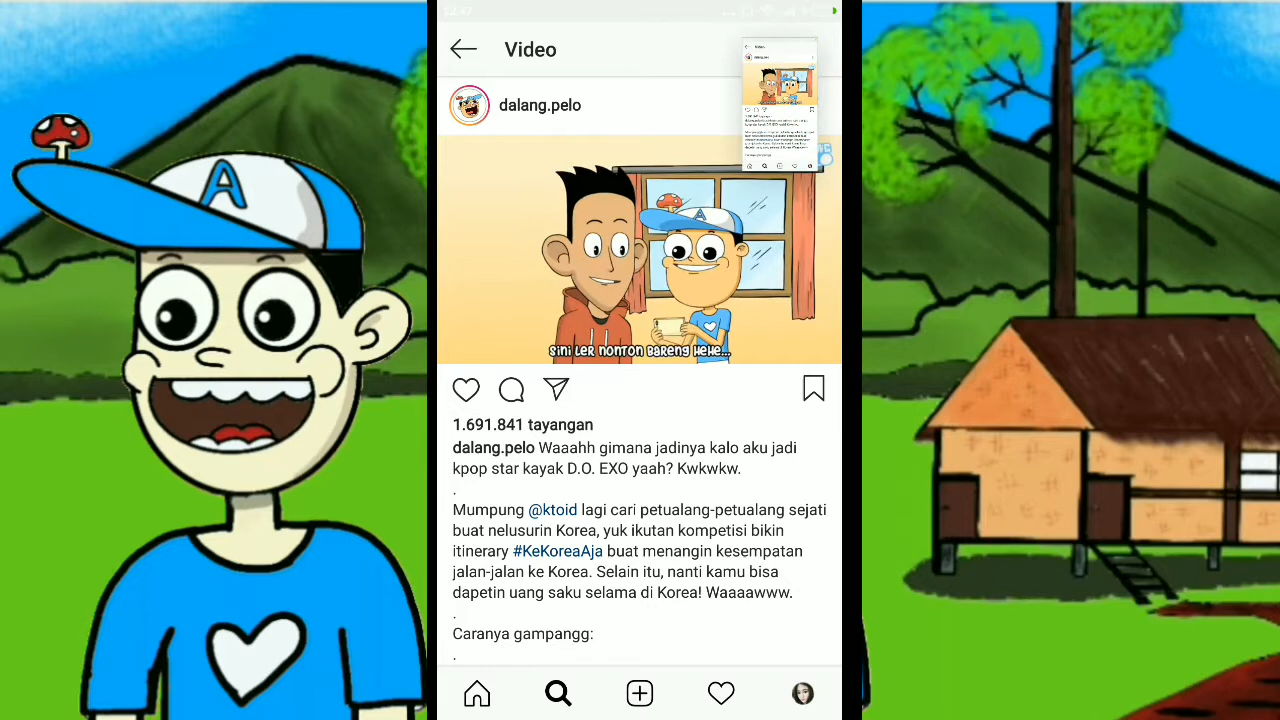 12:47
Video
dalang.pelo
A
A
SINI LER NONTON BARENG HEHE...
1.691.841 tayangan
dalang.pelo Waaahh gimana jadinya kalo aku jadi
kpop star kayak D.O. EXO yaah? Kwkwkw.
.
Mumpung @ktoid lagi cari petualang-petualang sejati
buat nelusurin Korea, yuk ikutan kompetisi bikin
itinerary #KeKoreaAja buat menangin kesempatan
jalan-jalan ke Korea. Selain itu, nanti kamu bisa
dapetin uang saku selama di Korea! Waaaawww.
.
Caranya gampangg:
.